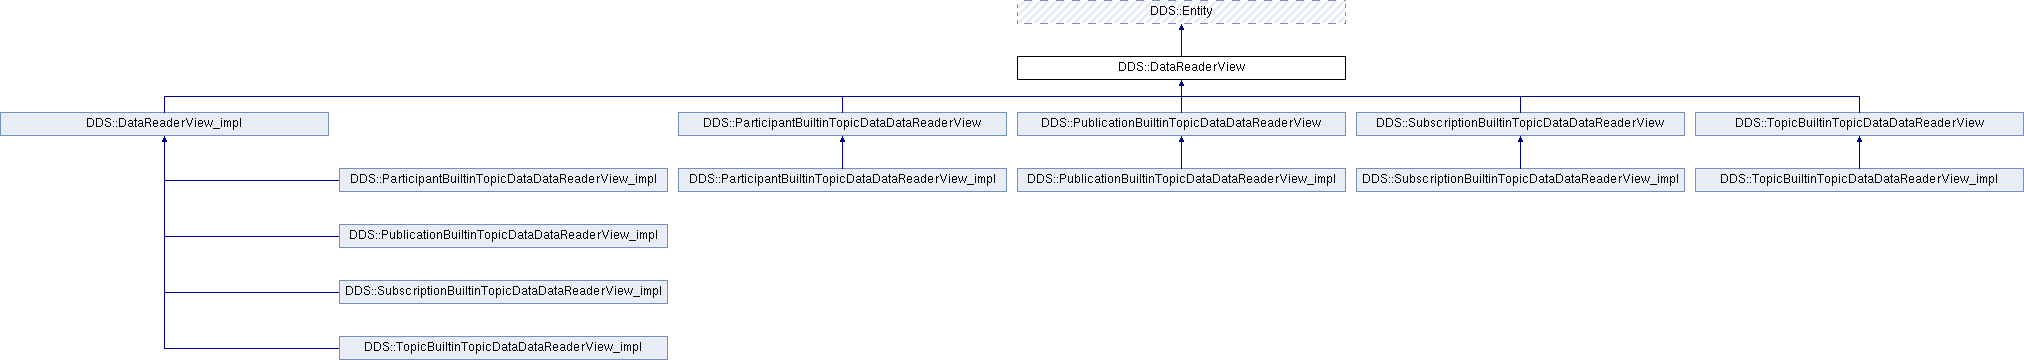 DDS::Entity
DDS::DataReaderView
DDS::DataReaderView_impl
DDS::ParticipantBuiltinTopicDataDataReaderView
DDS::PublicationBuiltinTopicDataDataReaderView
DDS::SubscriptionBuiltinTopicDataDataReaderView
DDS::TopicBuiltinTopicDataDataReaderView
DDS::ParticipantBuiltinTopicDataDataReaderView_impl
DDS::ParticipantBuiltinTopicDataDataReaderView_impl
DDS::PublicationBuiltinTopicDataDataReaderView_impl
DDS::SubscriptionBuiltinTopicDataDataReaderView_impl
DDS::TopicBuiltinTopicDataDataReaderView_impl
DDS::PublicationBuiltinTopicDataDataReaderView_impl
DDS::SubscriptionBuiltinTopicDataDataReaderView_impl
DDS::TopicBuiltinTopicDataDataReaderView_impl